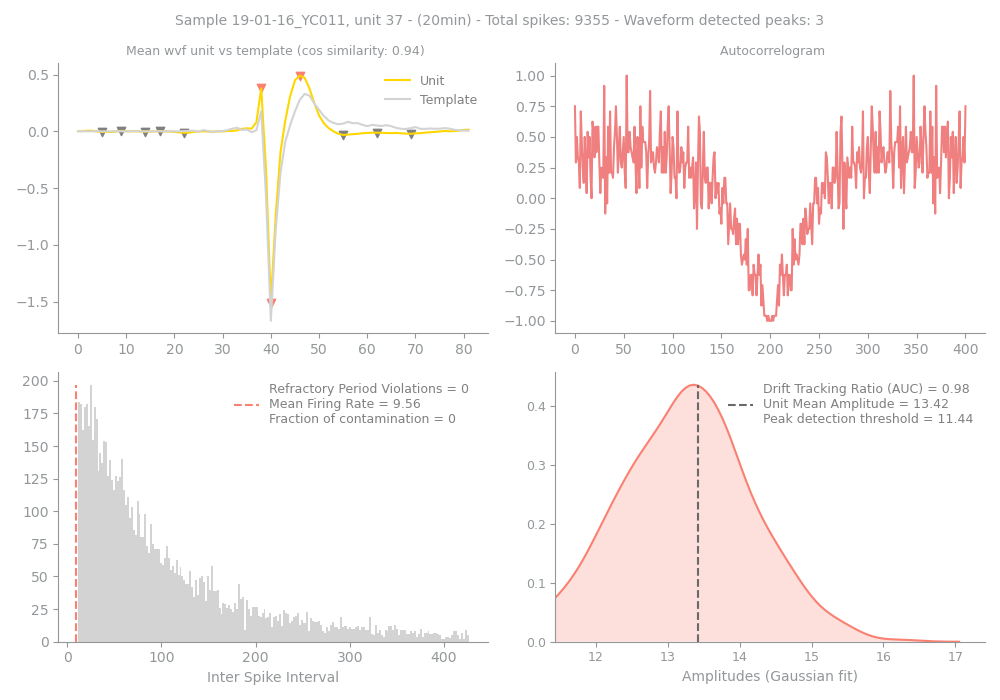 Sample 19-01-16_YC011, unit 37 - (20min) - Total spikes: 9355 - Waveform detected peaks: 3
Mean wvf unit vs template (cos similarity: 0.94)
0.5
0.0
−0.5
−1.0
−1.5
0 10 20 30 40 50 60 70 80
Unit
Template
Autocorrelogram
1.00
0.75
0.50
0.25
0.00
−0.25
−0.50
−0.75
−1.00
0 50 100 150 200 250 300 350 400
200
175
150
125
100
75
50
25
0
0 100 200 300 400
Refractory Period Violations = 0
Mean Firing Rate = 9.56
Fraction of contamination = 0
Inter Spike Interval
0.4
0.3
0.2
0.1
0.0
12 13 14 15 16 17
Drift Tracking Ratio (AUC) = 0.98
Unit Mean Amplitude = 13.42
Peak detection threshold = 11.44
Amplitudes (Gaussian fit)